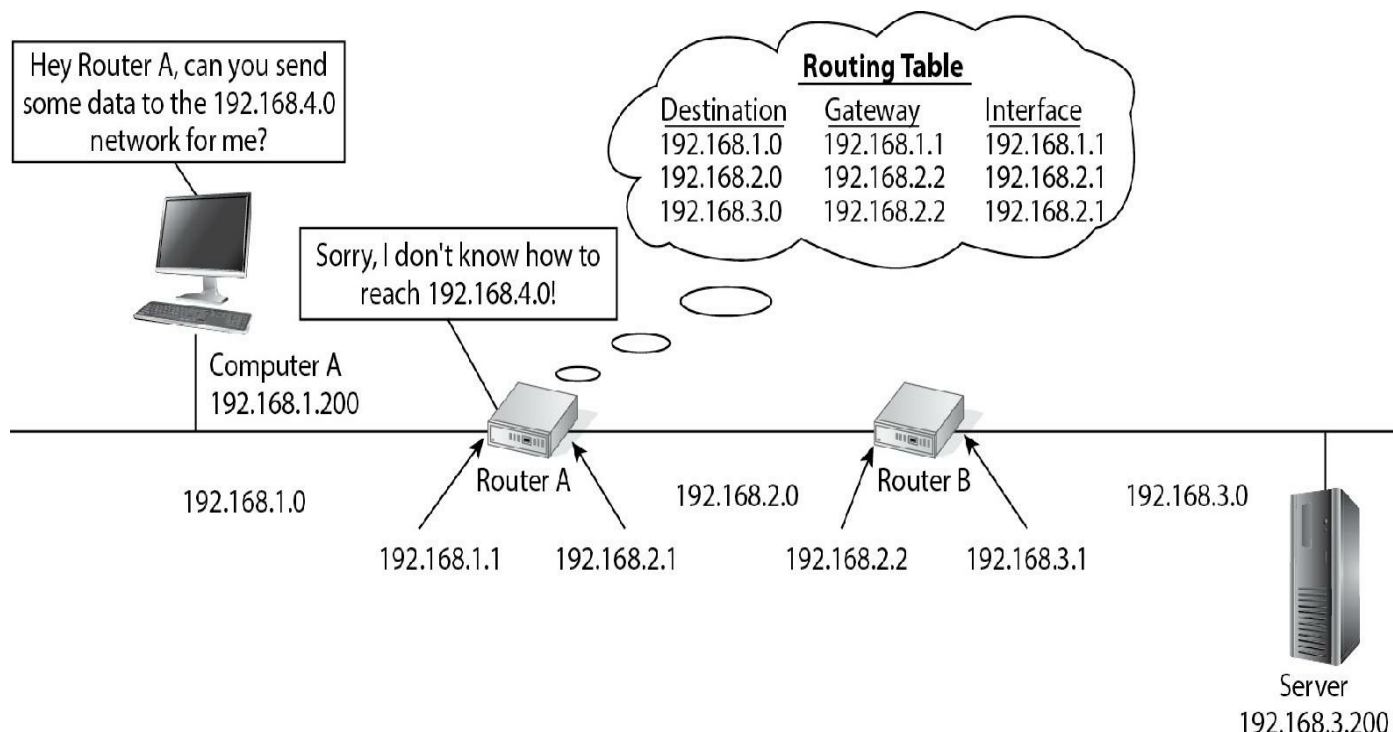 Hey Router A, can you send
some data to the 192.168.4.0
network for me?
Routing Table
Destination Gateway Interface
192.168.1.0 192.168.1.1 192.168.1.1
192.168.2.0 192.168.2.2 192.168.2.1
192.168.3.0 192.168.2.2 192.168.2.1
Sorry, I don't know how to
reach 192.168.4.0!
Computer A
192.168.1.200
Router A
Router B
192.168.1.0
192.168.2.0
192.168.3.0
192.168.1.1
192.168.2.1
192.168.2.2
192.168.3.1
Server
192.168.3.200